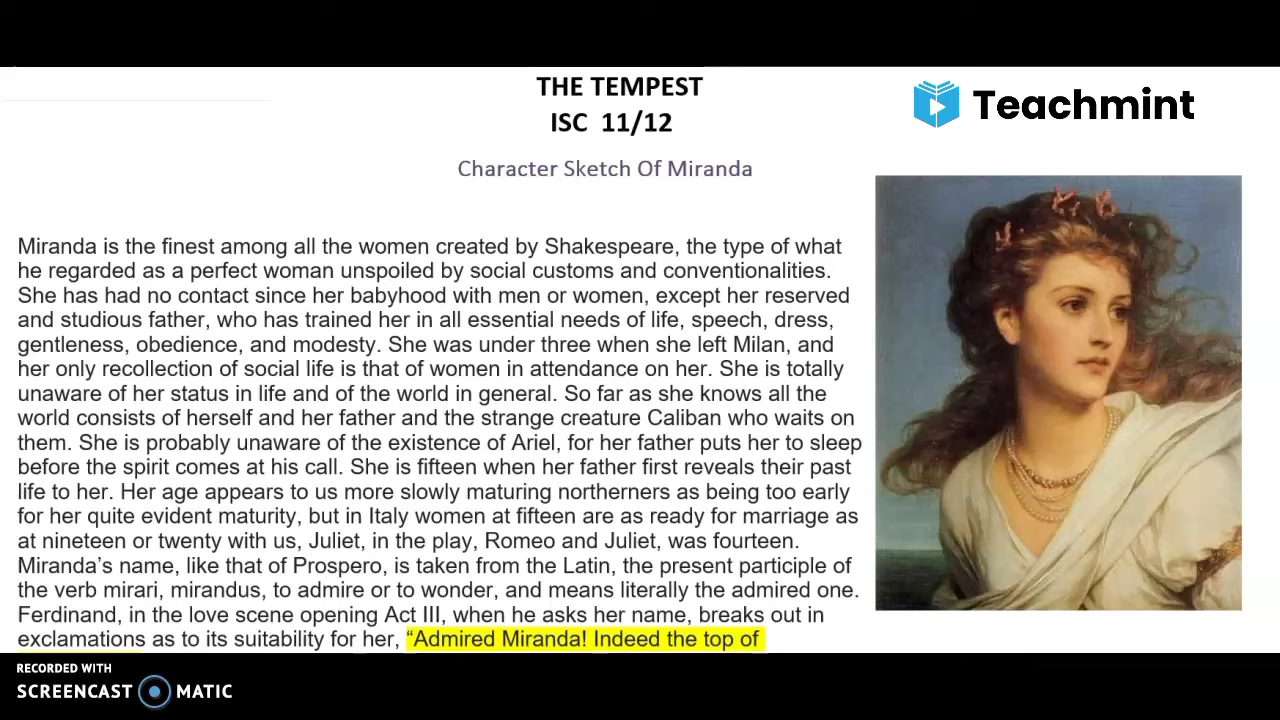 THE TEMPEST
ISC 11/12
Teachmint
Character Sketch Of Miranda
Miranda is the finest among all the women created by Shakespeare, the type of what
he regarded as a perfect woman unspoiled by social customs and conventionalities.
She has had no contact since her babyhood with men or women, except her reserved
and studious father, who has trained her in all essential needs of life, speech, dress,
gentleness, obedience, and modesty. She was under three when she left Milan, and
her only recollection of social life is that of women in attendance on her. She is totally
unaware of her status in life and of the world in general. So far as she knows all the
world consists of herself and her father and the strange creature Caliban who waits on
them. She is probably unaware of the existence of Ariel, for her father puts her to sleep
before the spirit comes at his call. She is fifteen when her father first reveals their past
life to her. Her age appears to us more slowly maturing northerners as being too early
for her quite evident maturity, but in Italy women at fifteen are as ready for marriage as
at nineteen or twenty with us, Juliet, in the play, Romeo and Juliet, was fourteen.
Miranda’s name, like that of Prospero, is taken from the Latin, the present participle of
the verb mirari, mirandus, to admire or to wonder, and means literally the admired one.
Ferdinand, in the love scene opening Act III, when he asks her name, breaks out in
exclamations as to its suitability for her, “Admired Miranda! Indeed the top of
RECORDED WITH
SCREENCAST MATIC